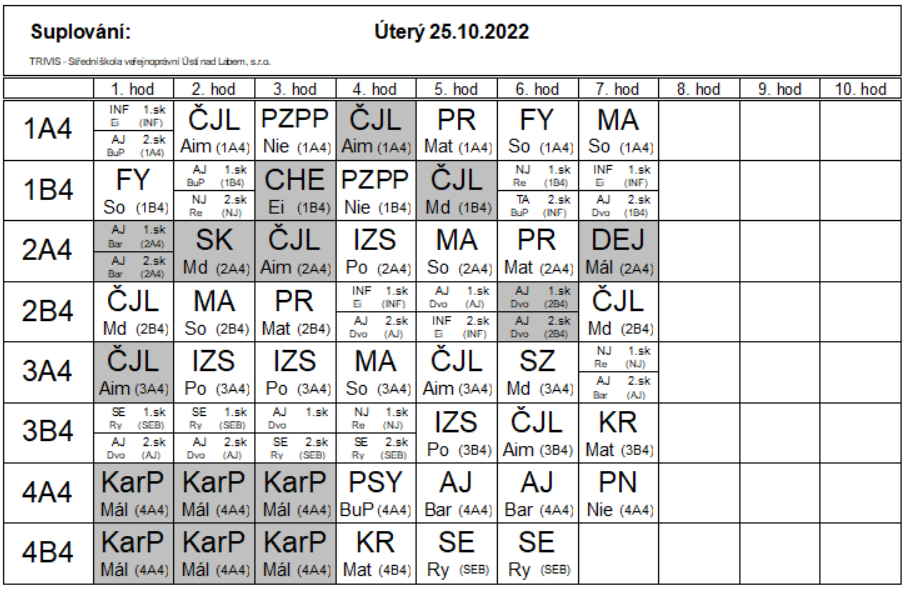 Suplování: Úterý 25.10.2022
TRIVIS - Střední škola veřejnoprávní Ústí nad Labem, s.r.o.
1. hod 2. hod 3. hod 4. hod 5. hod 6. hod 7. hod 8. hod 9. hod 10. hod
1A4
INF 1.sk
Ei (INF)
AJ 2.sk
BuP (1A4)
ČJL
Aim (1A4)
PZPP
Nie (1A4)
ČJL
Aim (1A4)
PR
Mat (1A4)
FY
So (1A4)
MA
So (1A4)
1B4
FY
So (1B4)
AJ 1.sk
BuP (1B4)
NJ 2.sk
Re (NJ)
CHE
Ei (1B4)
PZPP
Nie (1B4)
ČJL
Md (1B4)
NJ 1.sk
Re (1B4)
TA 2.sk
BuP (INF)
INF 1.sk
Ei (INF)
AJ 2.sk
Dvo (1B4)
2A4
AJ 1.sk
Bar (2A4)
AJ 2.sk
Bar (2A4)
SK
Md (2A4)
ČJL
Aim (2A4)
IZS
Po (2A4)
MA
So (2A4)
PR
Mat (2A4)
DEJ
Mál (2A4)
2B4
ČJL
Md (2B4)
MA
So (2B4)
PR
Mat (2B4)
INF 1.sk
Ei (INF)
AJ 2.sk
Dvo (AJ)
AJ 1.sk
Dvo (AJ)
INF 2.sk
Ei (INF)
AJ 1.sk
Dvo (2B4)
AJ 2.sk
Dvo (2B4)
ČJL
Md (2B4)
3A4
ČJL
Aim (3A4)
IZS
Po (3A4)
IZS
Po (3A4)
MA
So (3A4)
ČJL
Aim (3A4)
SZ
Md (3A4)
NJ 1.sk
Re (NJ)
AJ 2.sk
Bar (AJ)
3B4
SE 1.sk
Ry (SEB)
AJ 2.sk
Dvo (AJ)
SE 1.sk
Ry (SEB)
AJ 2.sk
Dvo (AJ)
AJ 1.sk
Dvo
SE 2.sk
Ry (SEB)
NJ 1.sk
Re (NJ)
SE 2.sk
Ry (SEB)
IZS
Po (3B4)
ČJL
Aim (3B4)
KR
Mat (3B4)
4A4
KarP
Mál (4A4)
KarP
Mál (4A4)
KarP
Mál (4A4)
PSY
BuP (4A4)
AJ
Bar (4A4)
AJ
Bar (4A4)
PN
Nie (4A4)
4B4
KarP
Mál (4A4)
KarP
Mál (4A4)
KarP
Mál (4A4)
KR
Mat (4B4)
SE
Ry (SEB)
SE
Ry (SEB)